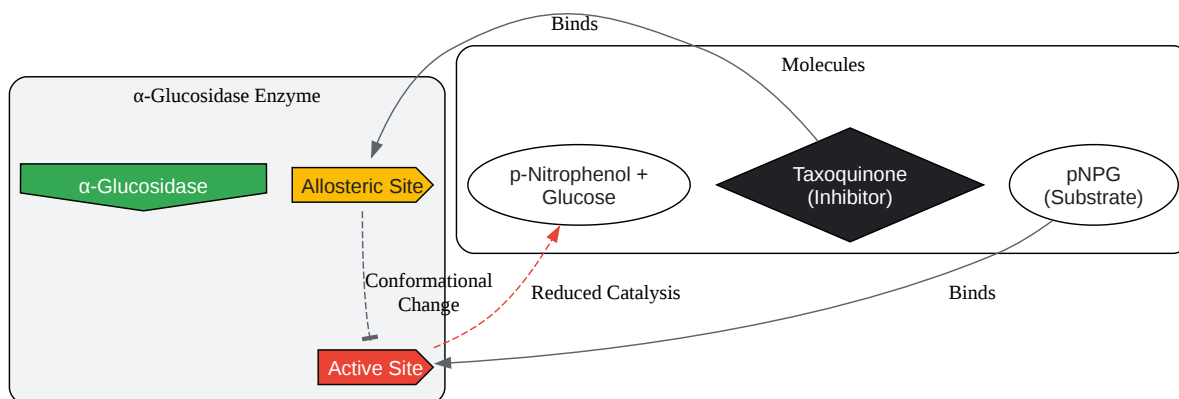 Binds
Molecules
α-Glucosidase Enzyme
α-Glucosidase
Allosteric Site
p-Nitrophenol +
Glucose
Taxoquinone
(Inhibitor)
pNPG
(Substrate)
Conformational
Change
Reduced Catalysis
Binds
Active Site